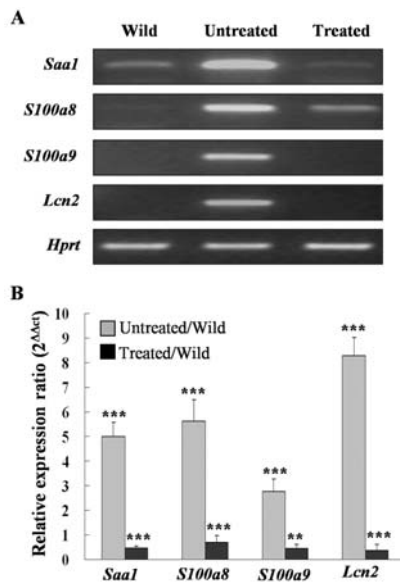 A
Wild Untreated Treated
Saa1
S100a8
S100a9
Lcn2
Hprt
B
Relative expression ratio (2^ΔΔct)
10
9
8
7
6
5
4
3
2
1
0
Untreated/Wild
Treated/Wild
*** *** *** ***
*** *** ** ***
Saa1 S100a8 S100a9 Lcn2